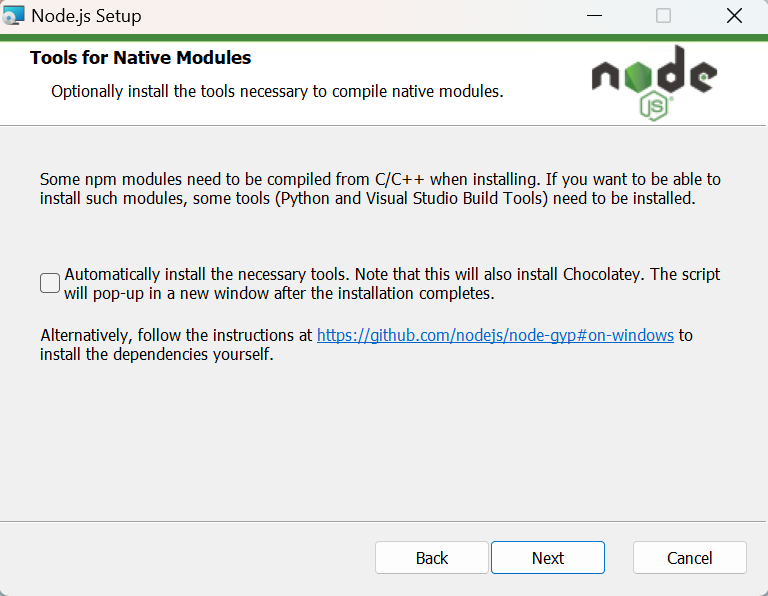 Node.js Setup
Tools for Native Modules
Optionally install the tools necessary to compile native modules.
node
JS
Some npm modules need to be compiled from C/C++ when installing. If you want to be able to
install such modules, some tools (Python and Visual Studio Build Tools) need to be installed.
Automatically install the necessary tools. Note that this will also install Chocolatey. The script
will pop-up in a new window after the installation completes.
Alternatively, follow the instructions at https://github.com/nodejs/node-gyp#on-windows to
install the dependencies yourself.
Back Next Cancel